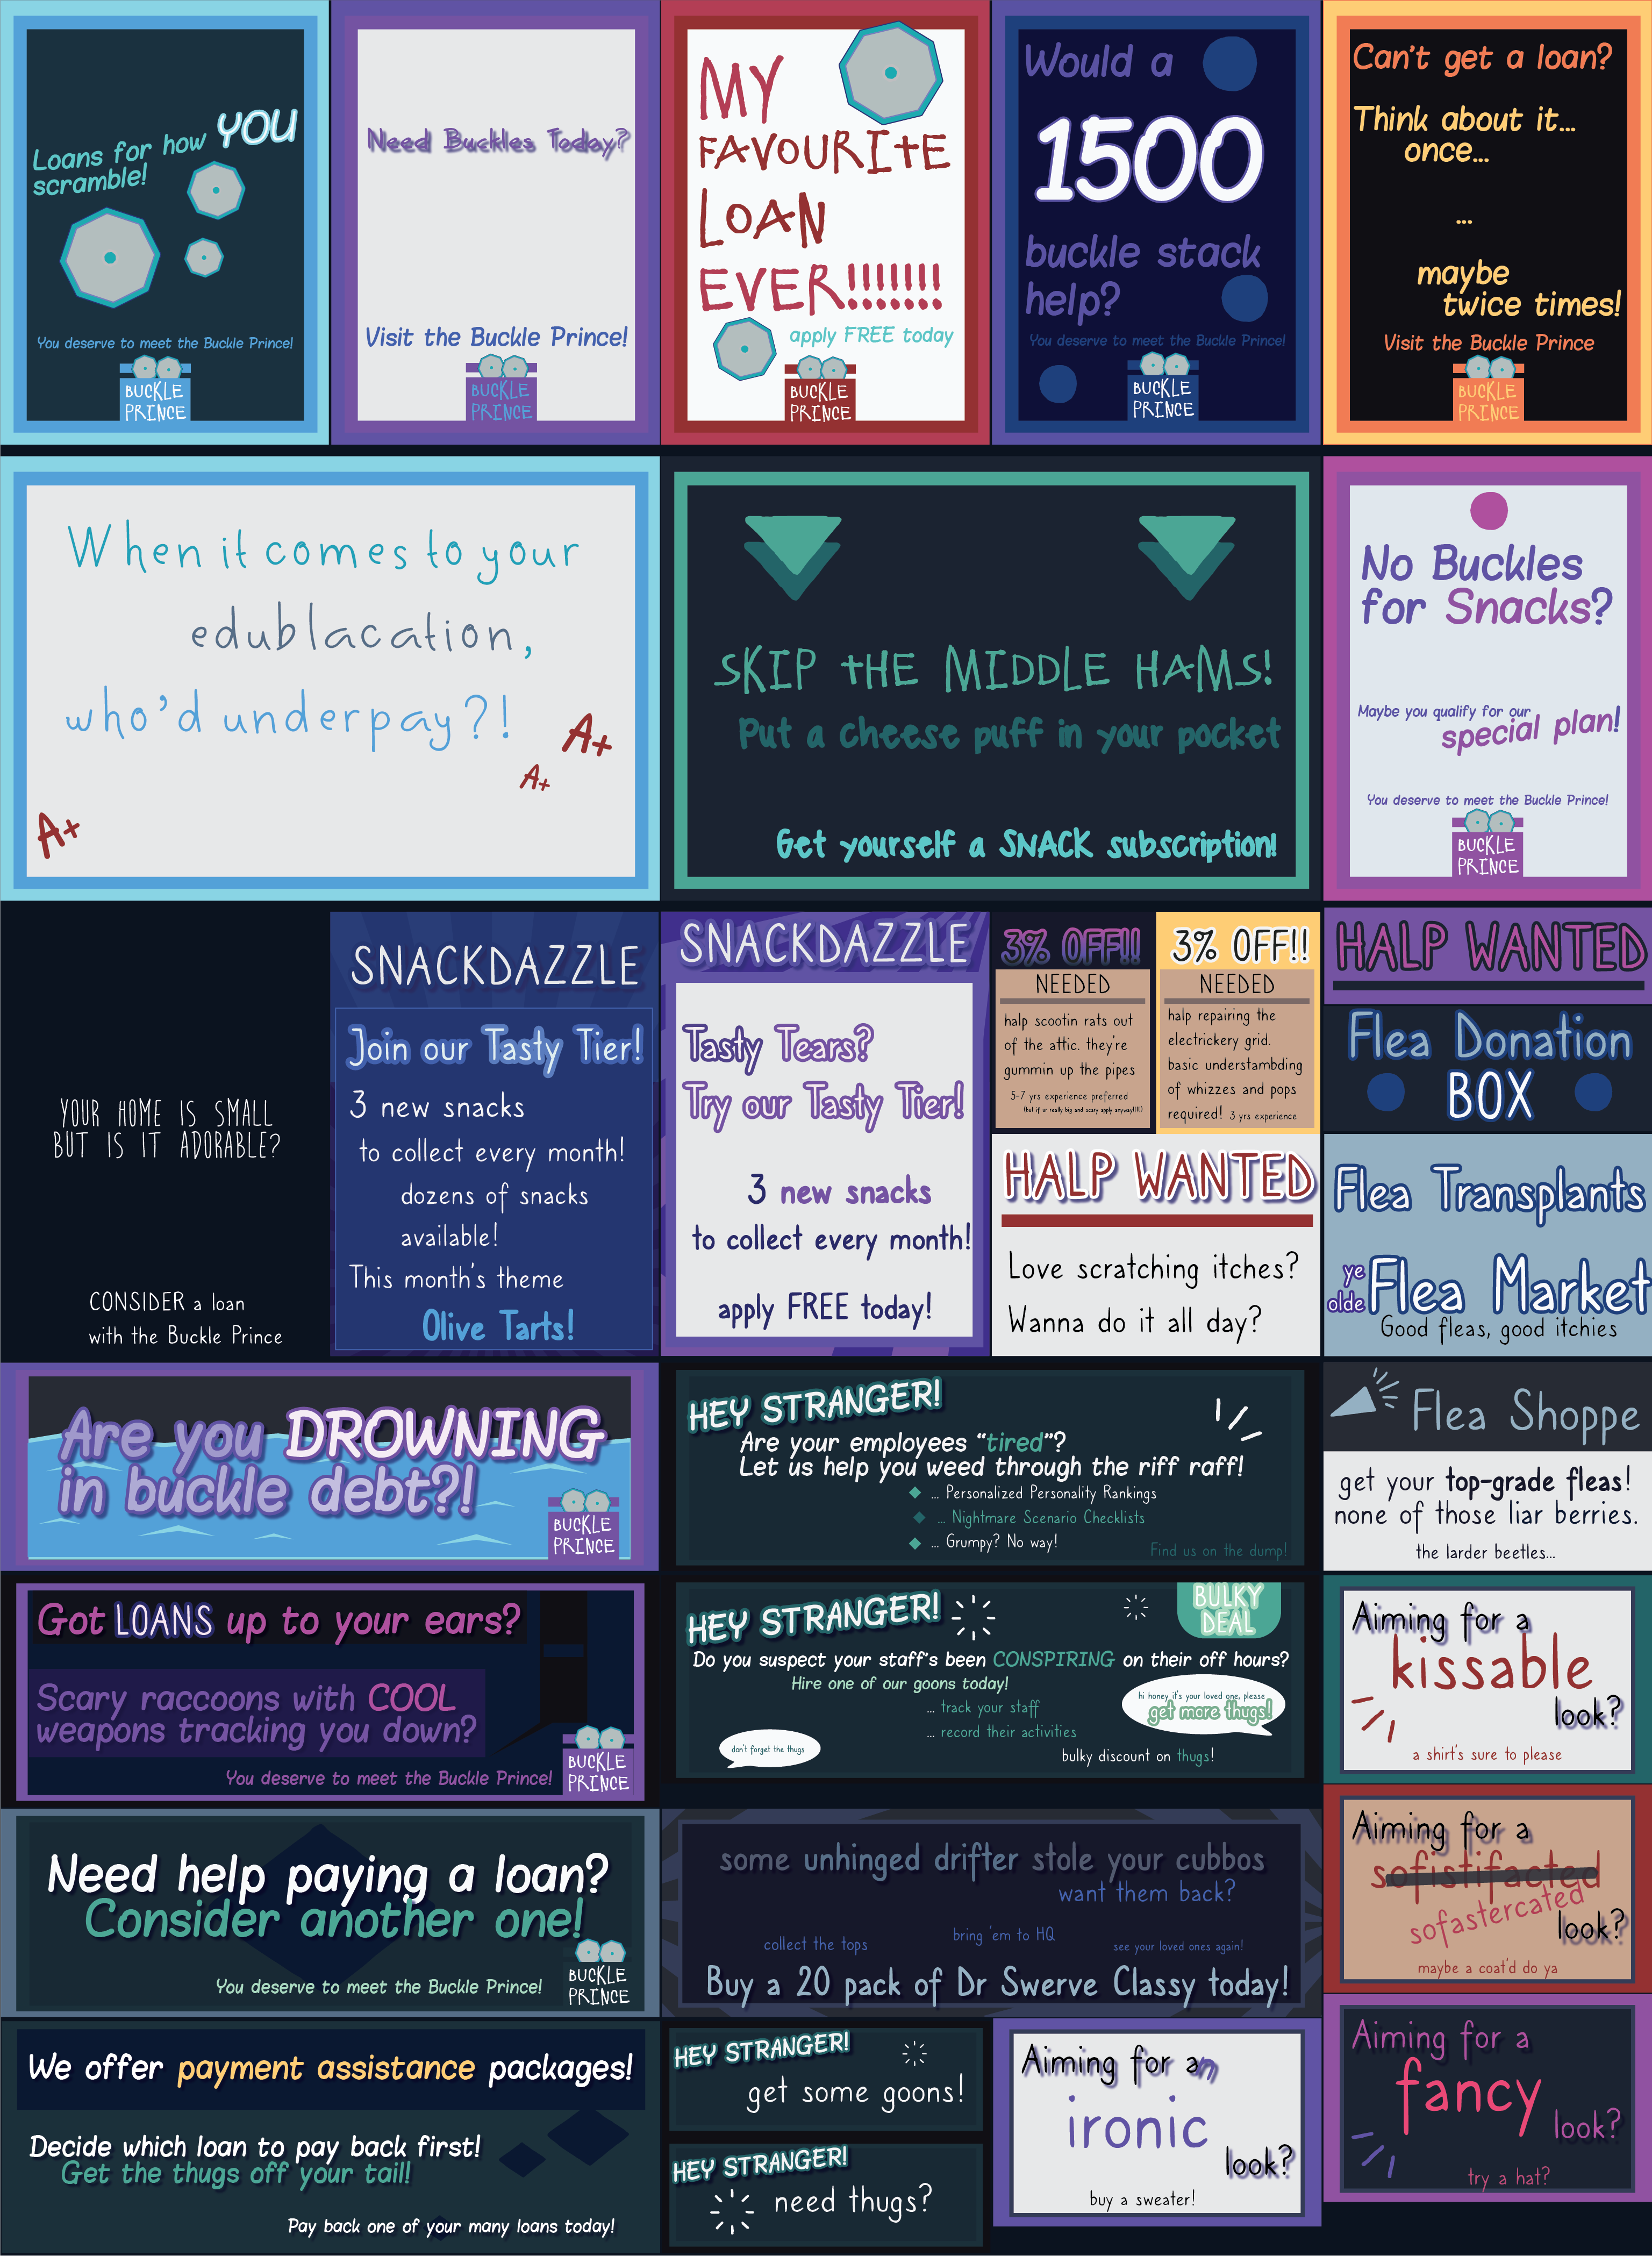 Loans for how YOU
scramble!
You deserve to meet the Buckle Prince!
BUCKLE
PRINCE
Need Buckles Today?
Visit the Buckle Prince!
BUCKLE
PRINCE
MY
FAVOURITE
LOAN
EVER!!!!!!!
apply FREE today
BUCKLE
PRINCE
Would a
1500
buckle stack
help?
You deserve to meet the Buckle Prince!
BUCKLE
PRINCE
Can't get a loan?
Think about it...
once...
...
maybe
twice times!
Visit the Buckle Prince
BUCKLE
PRINCE
When it comes to your
edublacation,
who'd underpay?!
A+
A+
A+
SKIP THE MIDDLE HAMS!
Put a cheese puff in your pocket
Get yourself a SNACK subscription!
No Buckles
for Snacks?
Maybe you qualify for our
special plan!
You deserve to meet the Buckle Prince!
BUCKLE
PRINCE
YOUR HOME IS SMALL
BUT IS IT ADORABLE?
CONSIDER a loan
with the Buckle Prince
SNACKDAZZLE
Join our Tasty Tier!
3 new snacks
to collect every month!
dozens of snacks
available!
This month's theme
Olive Tarts!
SNACKDAZZLE
Tasty Tears?
Try our Tasty Tier!
3 new snacks
to collect every month!
apply FREE today!
3% OFF!!
NEEDED
halp scootin rats out
of the attic. they're
gummin up the pipes
5-7 yrs experience preferred
(but if ur really big and scary apply anyway!!!!)
3% OFF!!
NEEDED
halp repairing the
electrickery grid.
basic understambding
of whizzes and pops
required! 3 yrs experience
HALP WANTED
Love scratching itches?
Wanna do it all day?
HALP WANTED
Flea Donation
BOX
Flea Transplants
ye
olde Flea Market
Good fleas, good itchies
Are you DROWNING
in buckle debt?!
BUCKLE
PRINCE
HEY STRANGER!
Are your employees "tired"?
Let us help you weed through the riff raff!
... Personalized Personality Rankings
... Nightmare Scenario Checklists
... Grumpy? No way!
Find us on the dump!
Flea Shoppe
get your top-grade fleas!
none of those liar berries.
the larder beetles...
Got LOANS up to your ears?
Scary raccoons with COOL
weapons tracking you down?
You deserve to meet the Buckle Prince!
BUCKLE
PRINCE
HEY STRANGER!
BULKY
DEAL
Do you suspect your staff's been CONSPIRING on their off hours?
Hire one of our goons today!
... track your staff
... record their activities
hi honey it's your loved one, please
get more thugs!
don't forget the thugs
bulky discount on thugs!
Aiming for a
kissable
look?
a shirt's sure to please
Need help paying a loan?
Consider another one!
You deserve to meet the Buckle Prince!
BUCKLE
PRINCE
some unhinged drifter stole your cubbos
want them back?
collect the tops
bring 'em to HQ
see your loved ones again!
Buy a 20 pack of Dr Swerve Classy today!
Aiming for a
sofistifacted
sofastercated
look?
maybe a coat'd do ya
We offer payment assistance packages!
Decide which loan to pay back first!
Get the thugs off your tail!
Pay back one of your many loans today!
HEY STRANGER!
get some goons!
HEY STRANGER!
need thugs?
Aiming for an
ironic
look?
buy a sweater!
Aiming for a
fancy
look?
try a hat?